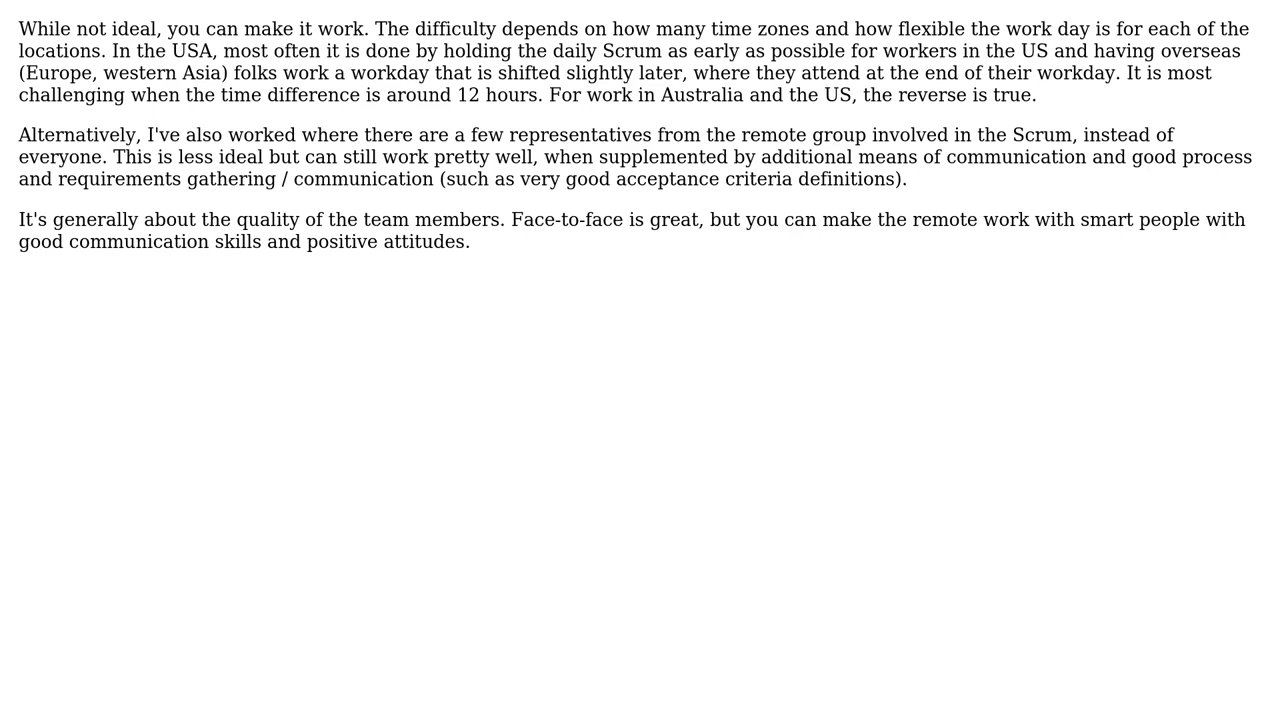 While not ideal, you can make it work. The difficulty depends on how many time zones and how flexible the work day is for each of the
locations. In the USA, most often it is done by holding the daily Scrum as early as possible for workers in the US and having overseas
(Europe, western Asia) folks work a workday that is shifted slightly later, where they attend at the end of their workday. It is most
challenging when the time difference is around 12 hours. For work in Australia and the US, the reverse is true.
Alternatively, I've also worked where there are a few representatives from the remote group involved in the Scrum, instead of
everyone. This is less ideal but can still work pretty well, when supplemented by additional means of communication and good process
and requirements gathering / communication (such as very good acceptance criteria definitions).
It's generally about the quality of the team members. Face-to-face is great, but you can make the remote work with smart people with
good communication skills and positive attitudes.